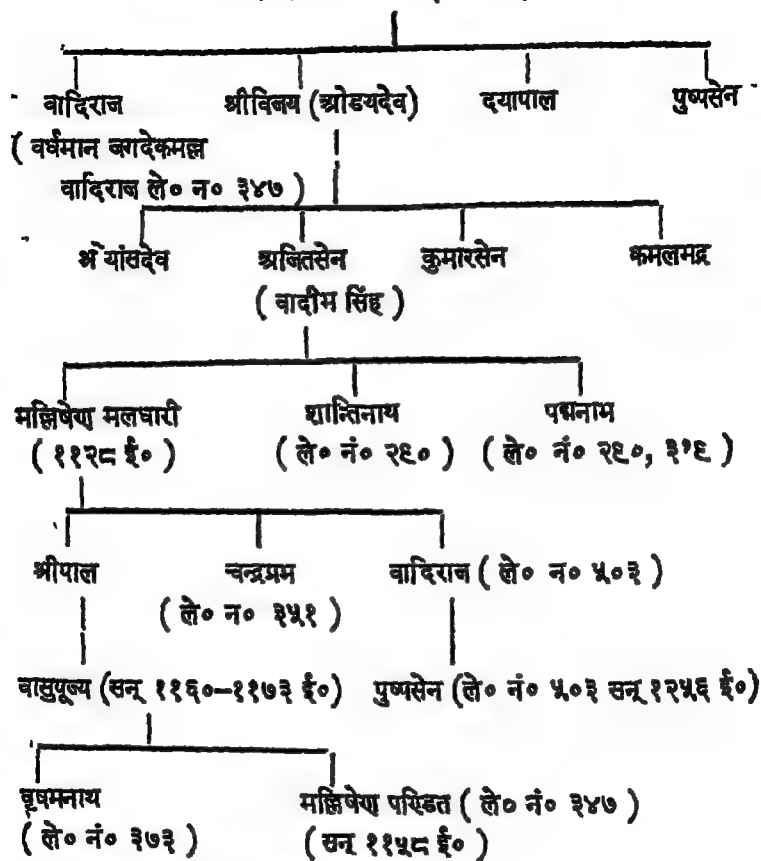 वादिराज श्रीविजय (ओडयदेव) दयापाल पुष्पसेन
( वर्धमान जगदेकमल्ल
वादिराज ले० न० ३४७ )
श्रेयांसदेव अजितसेन कुमारसेन कमलभद्र
( वादीभ सिंह )
मल्लिषेण मलधारी शान्तिनाथ पद्मनाभ
( ११२८ ई० ) ( ले० नं० २९० ) ( ले० नं० २९०, ३१९ )
श्रीपाल चन्द्रप्रभ वादिराज ( ले० न० ५०३ )
( ले० न० ३५१ )
वासुपूज्य (सन् ११६०–११७३ ई०) पुष्पसेन (ले० नं० ५०३ सन् १२५६ ई०)
वृषभनाथ मल्लिषेण पण्डित ( ले० नं० ३४७ )
( ले० नं० ३७३ ) (सन् ११५८ ई०)